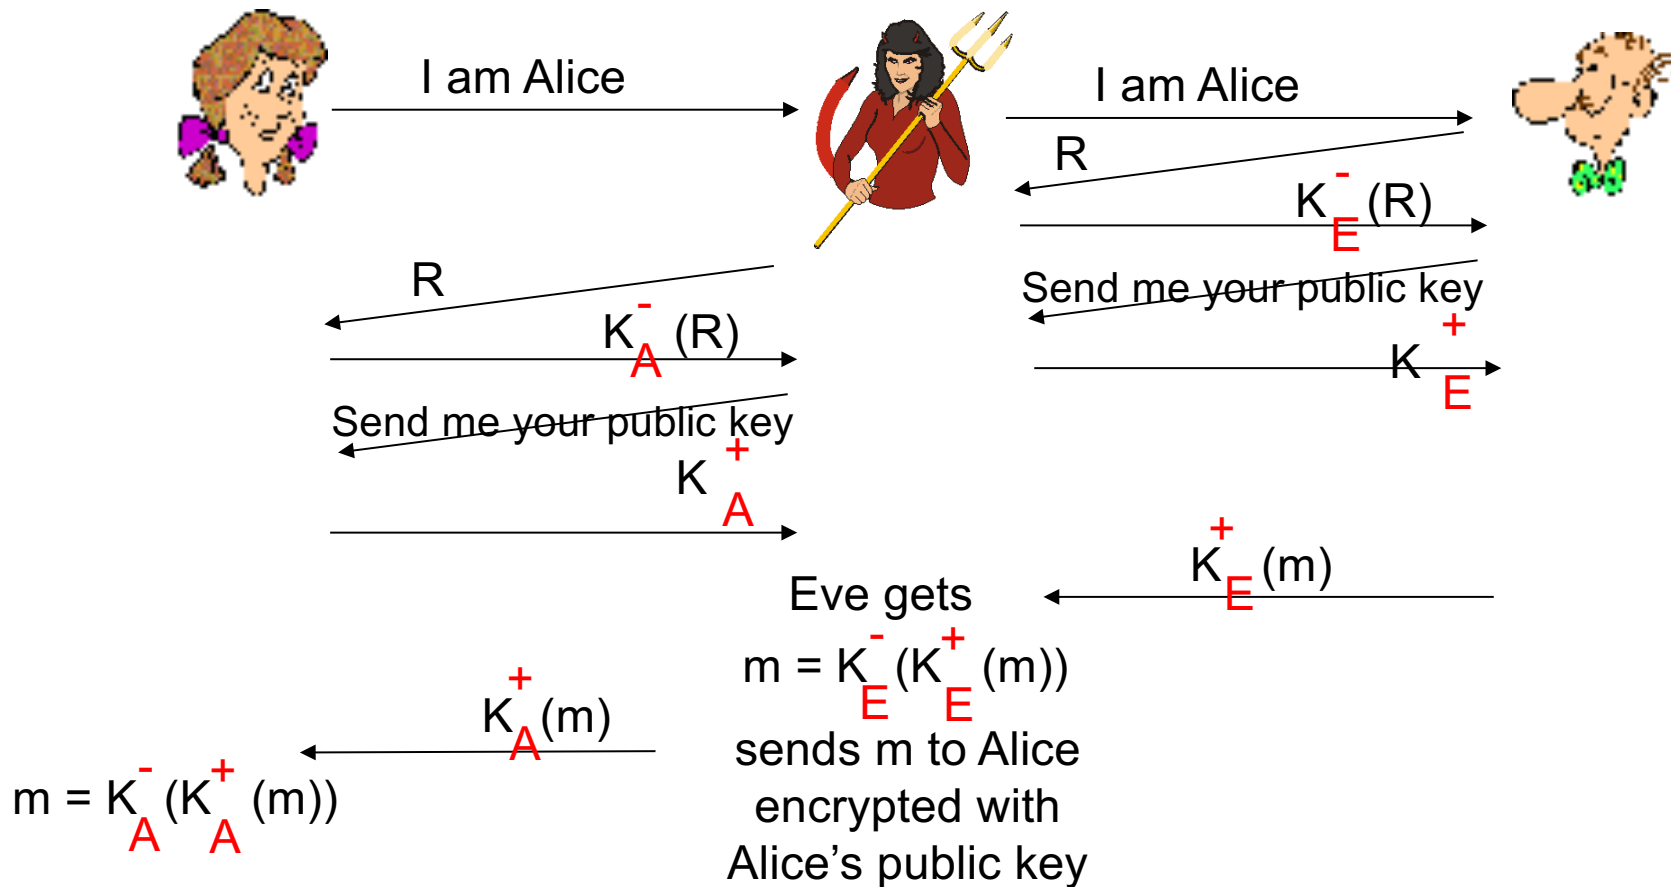 I am Alice
I am Alice
R
K⁻E(R)
R
Send me your public key
K⁻A(R)
K⁺E
Send me your public key
K⁺A
K⁺E(m)
Eve gets
m = K⁻E(K⁺E(m))
K⁺A(m)
sends m to Alice
m = K⁻A(K⁺A(m))
encrypted with
Alice’s public key